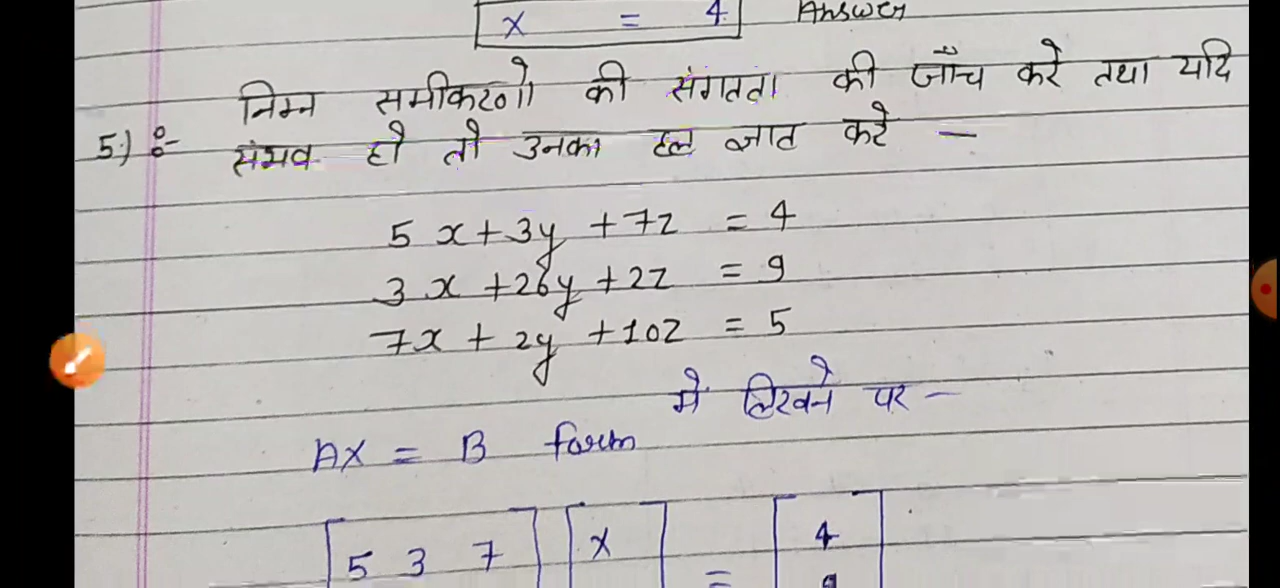 x = 4 Answer
निम्न समीकरणो की संगतता की जाँच करे तथा यदि
5.) :- संभव हो तो उनका हल ज्ञात करे —
5x + 3y + 7z = 4
3x + 26y + 2z = 9
7x + 2y + 10z = 5
मे लिखने पर —
AX = B form
5 3 7 x = 4
9